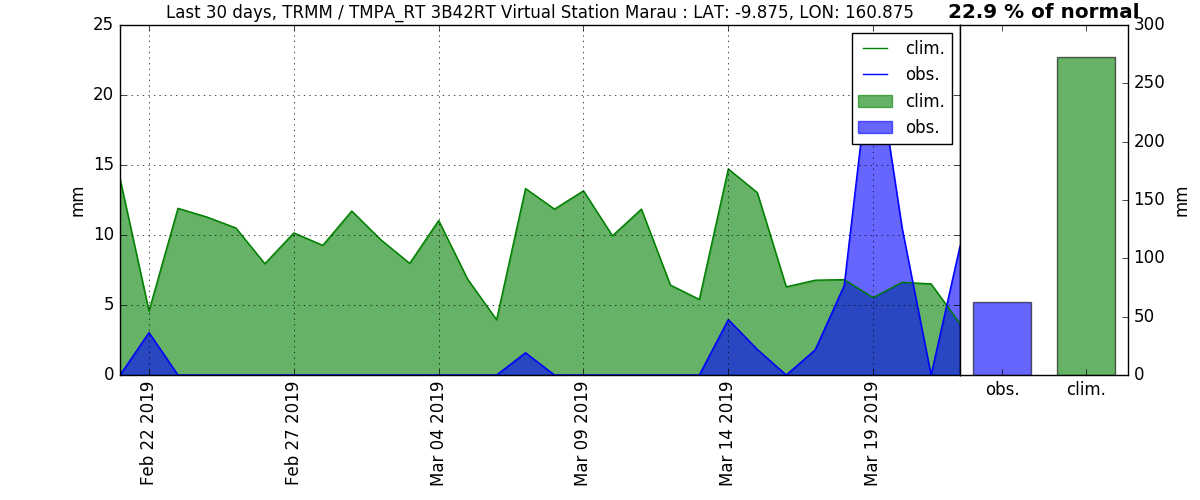 Last 30 days, TRMM / TMPA_RT 3B42RT Virtual Station Marau : LAT: -9.875, LON: 160.875
22.9 % of normal
mm
25
20
15
10
5
0
clim.
obs.
clim.
obs.
300
250
200
150
100
50
0
mm
Feb 22 2019
Feb 27 2019
Mar 04 2019
Mar 09 2019
Mar 14 2019
Mar 19 2019
obs.
clim.